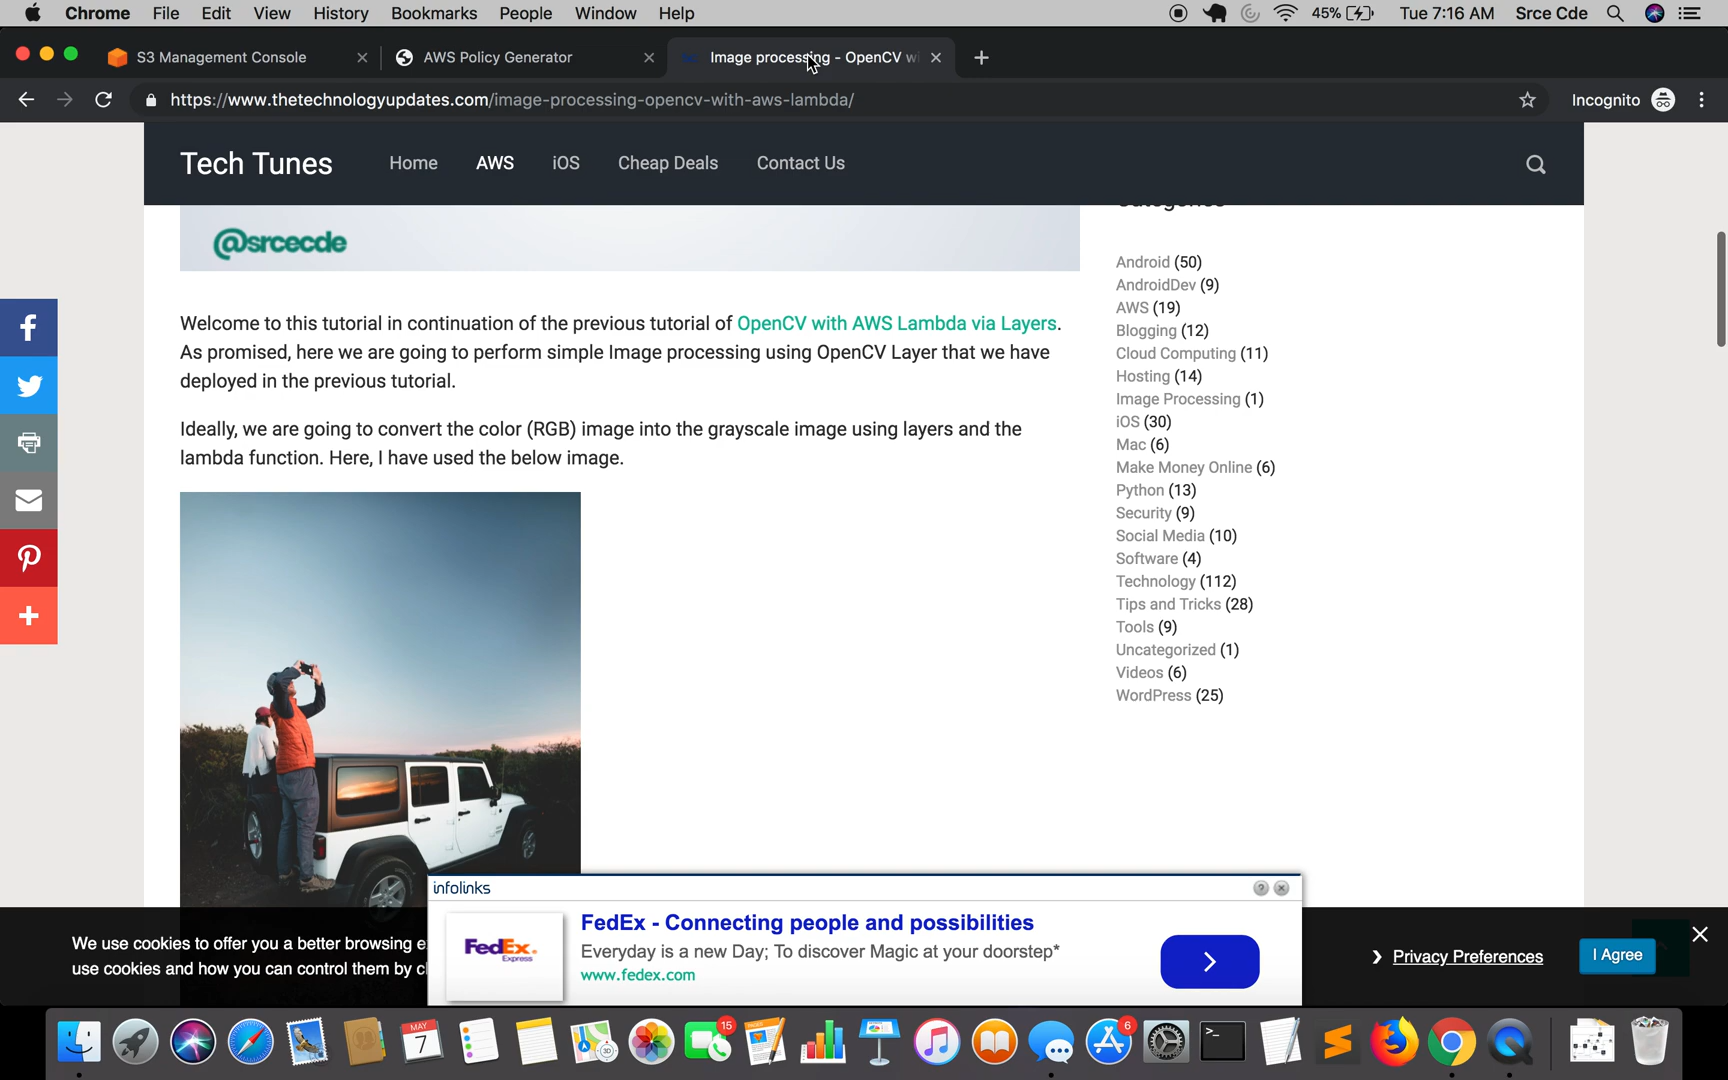 Chrome File Edit View History Bookmarks People Window Help 45% Tue 7:16 AM Srce Cde
S3 Management Console AWS Policy Generator Image processing - OpenCV wi
https://www.thetechnologyupdates.com/image-processing-opencv-with-aws-lambda/ Incognito
Tech Tunes Home AWS iOS Cheap Deals Contact Us
@srcecde
Welcome to this tutorial in continuation of the previous tutorial of OpenCV with AWS Lambda via Layers.
As promised, here we are going to perform simple Image processing using OpenCV Layer that we have
deployed in the previous tutorial.
Ideally, we are going to convert the color (RGB) image into the grayscale image using layers and the
lambda function. Here, I have used the below image.
Categories
Android (50)
AndroidDev (9)
AWS (19)
Blogging (12)
Cloud Computing (11)
Hosting (14)
Image Processing (1)
iOS (30)
Mac (6)
Make Money Online (6)
Python (13)
Security (9)
Social Media (10)
Software (4)
Technology (112)
Tips and Tricks (28)
Tools (9)
Uncategorized (1)
Videos (6)
WordPress (25)
infolinks
FedEx Express
FedEx - Connecting people and possibilities
Everyday is a new Day; To discover Magic at your doorstep*
www.fedex.com
We use cookies to offer you a better browsing e
use cookies and how you can control them by cl
Privacy Preferences
I Agree
MAY
7
15
6